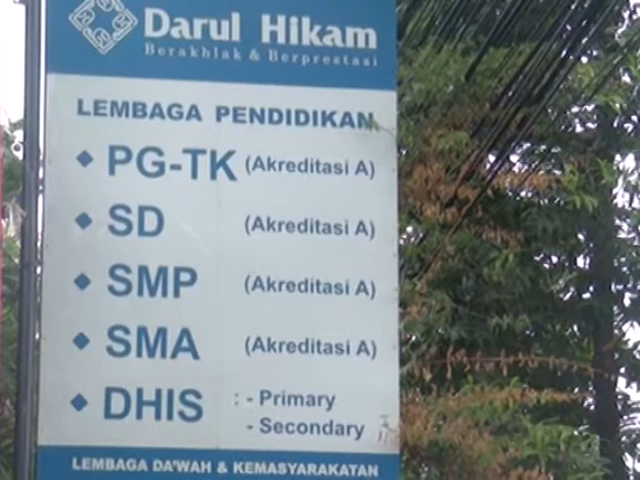 Darul Hikam
Berakhlak & Berprestasi
LEMBAGA PENDIDIKAN
PG-TK (Akreditasi A)
SD (Akreditasi A)
SMP (Akreditasi A)
SMA (Akreditasi A)
DHIS : - Primary
- Secondary
LEMBAGA DA'WAH & KEMASYARAKATAN